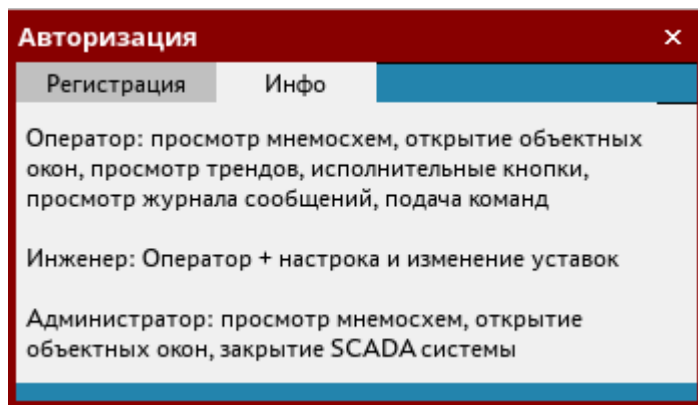 Авторизация ×
Регистрация Инфо
Оператор: просмотр мнемосхем, открытие объектных
окон, просмотр трендов, исполнительные кнопки,
просмотр журнала сообщений, подача команд
Инженер: Оператор + настрока и изменение уставок
Администратор: просмотр мнемосхем, открытие
объектных окон, закрытие SCADA системы